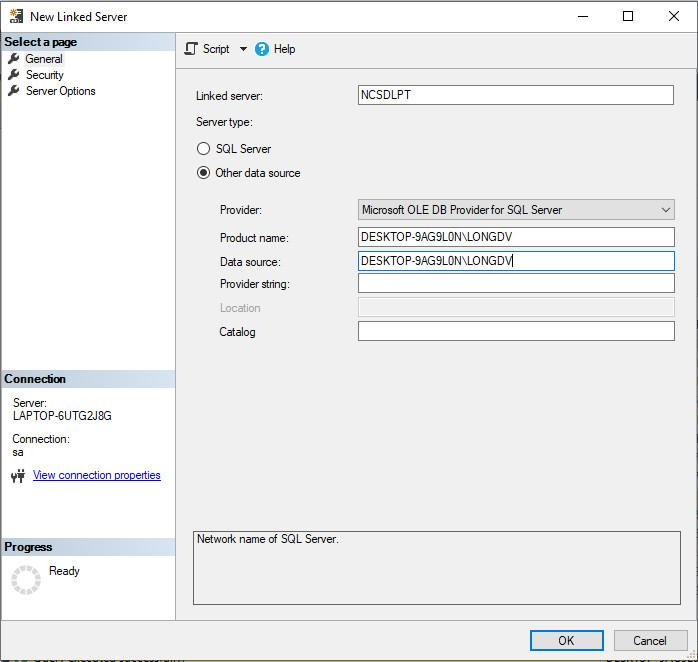 New Linked Server
Select a page
General
Security
Server Options
Script
Help
Linked server:
NCSDLPT
Server type:
SQL Server
Other data source
Provider:
Microsoft OLE DB Provider for SQL Server
Product name:
DESKTOP-9AG9L0N\LONGDV
Data source:
DESKTOP-9AG9L0N\LONGDV
Provider string:
Location
Catalog
Connection
Server:
LAPTOP-6UTG2J8G
Connection:
sa
View connection properties
Network name of SQL Server.
Progress
Ready
OK
Cancel